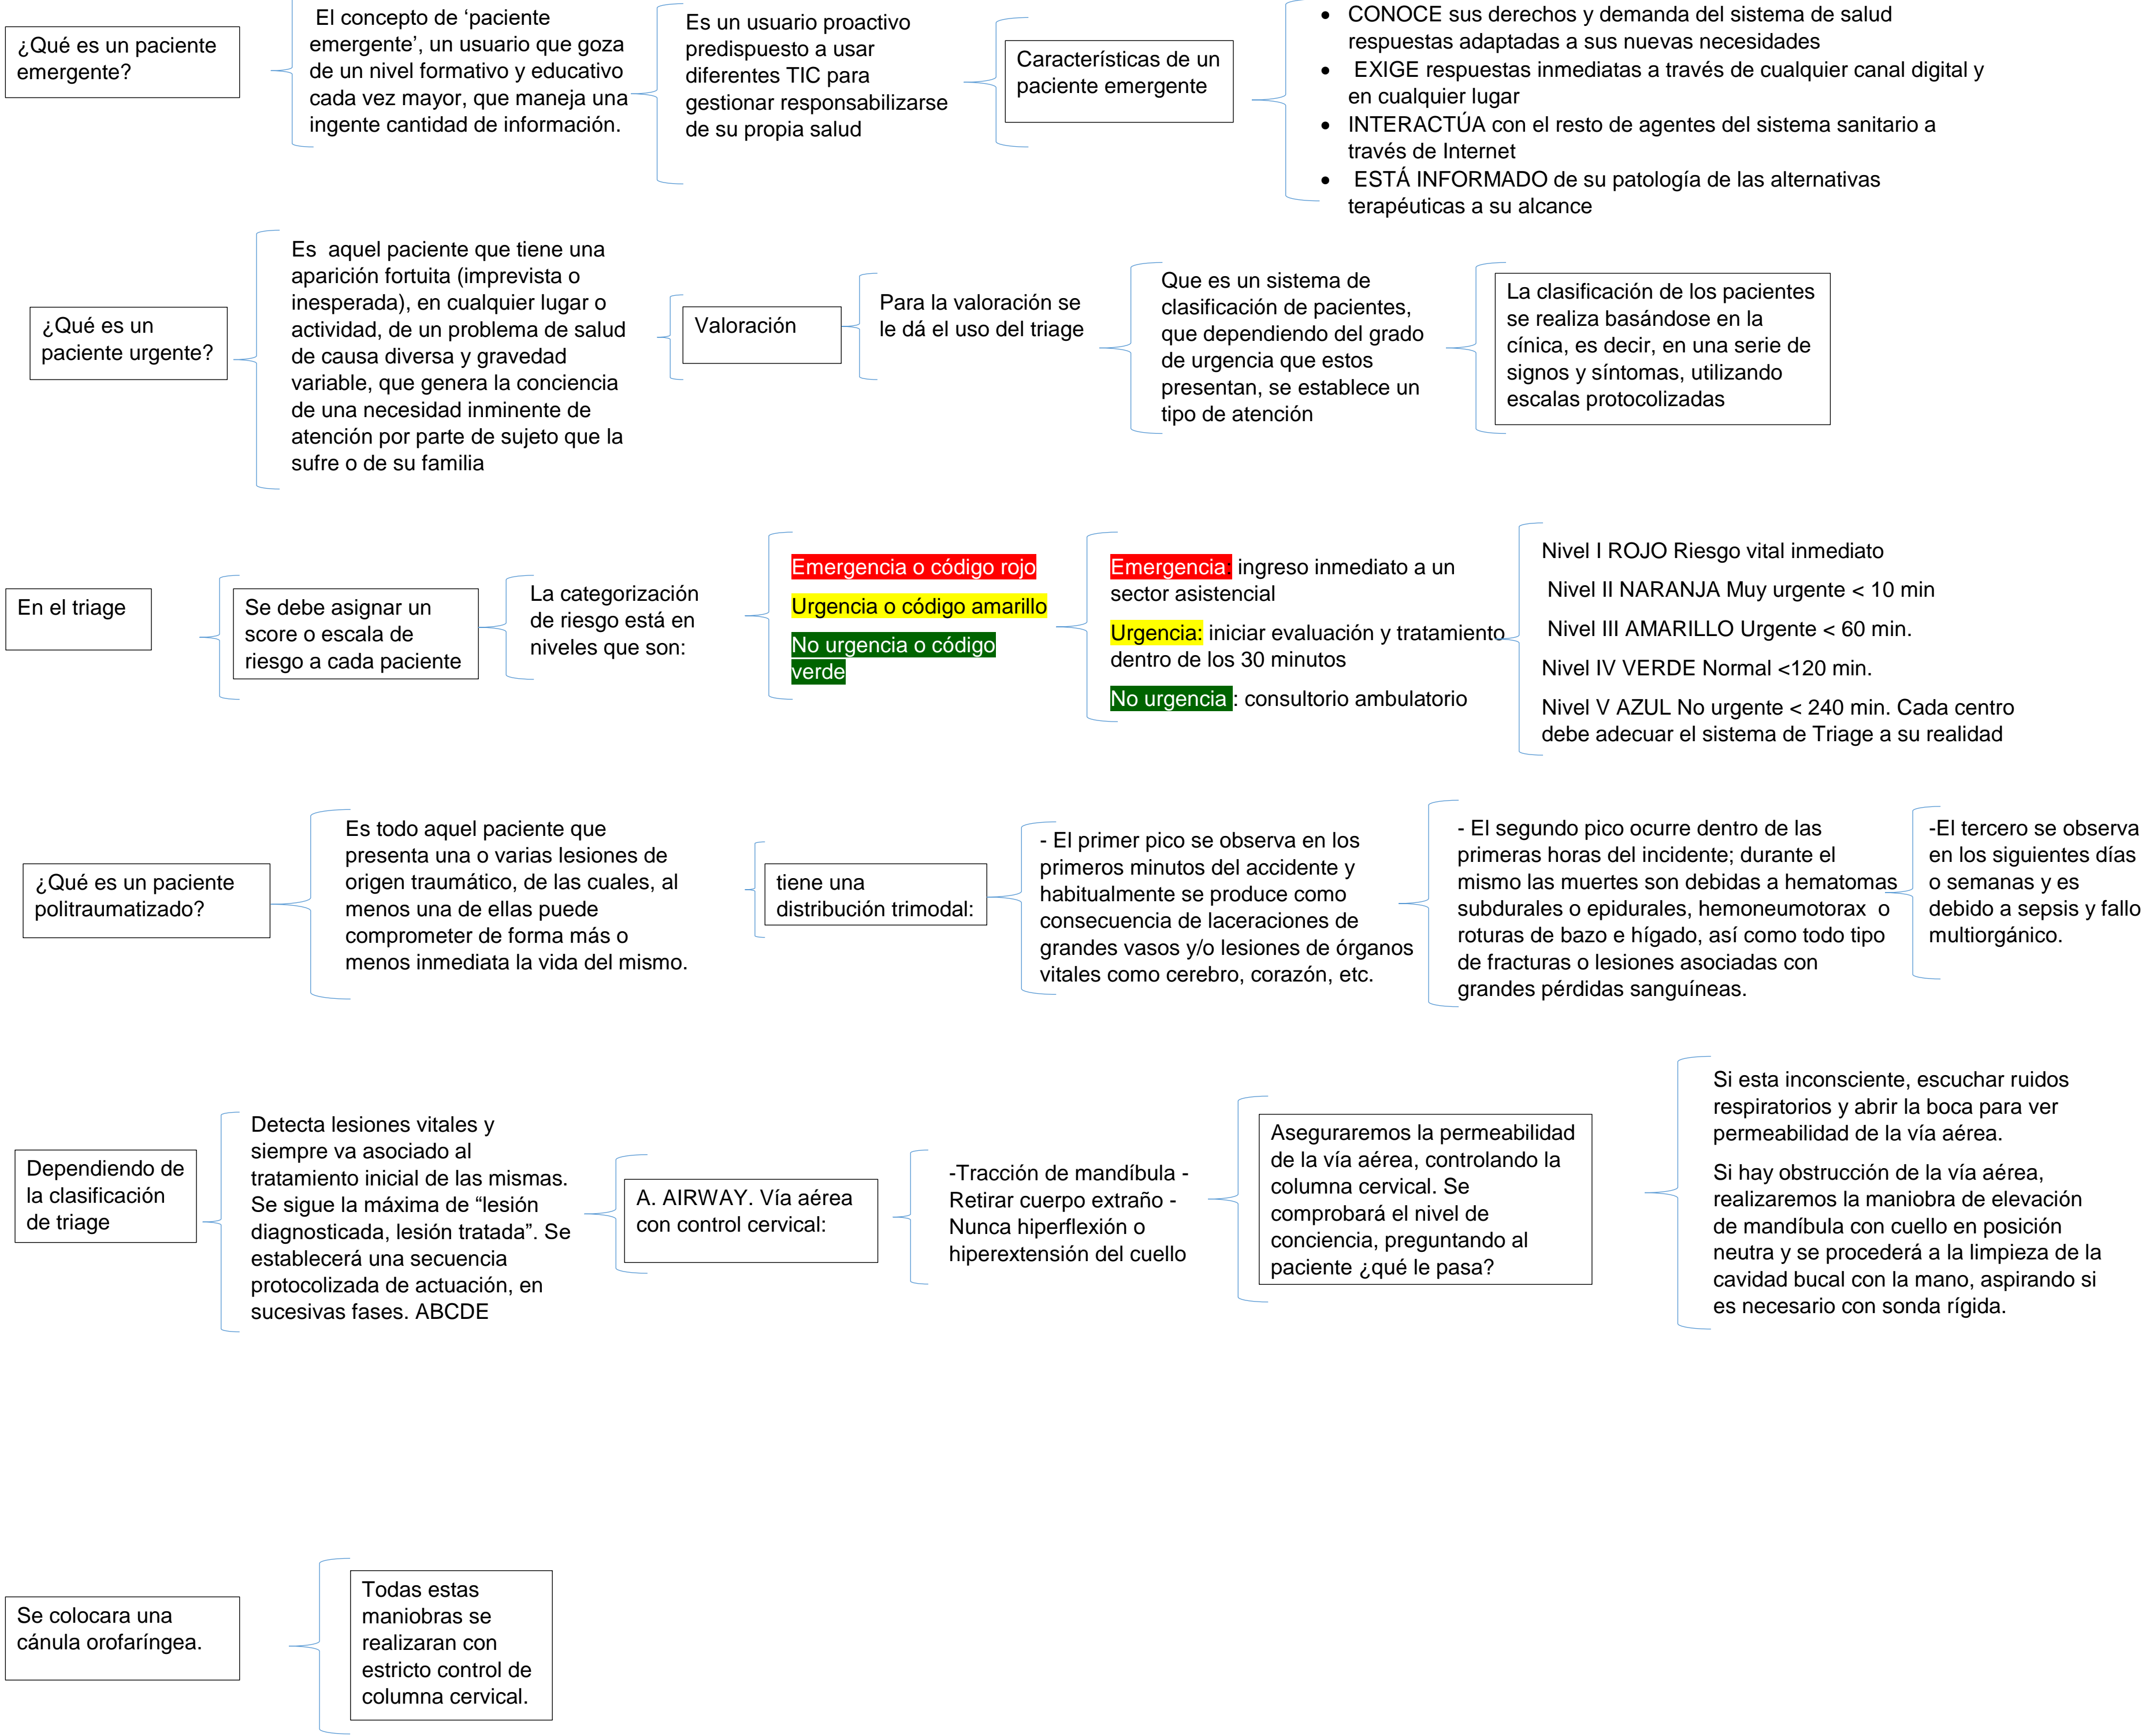 ¿Qué es un paciente
emergente?
El concepto de ‘paciente
emergente’, un usuario que goza
de un nivel formativo y educativo
cada vez mayor, que maneja una
ingente cantidad de información.
Es un usuario proactivo
predispuesto a usar
diferentes TIC para
gestionar responsabilizarse
de su propia salud
Características de un
paciente emergente
• CONOCE sus derechos y demanda del sistema de salud
respuestas adaptadas a sus nuevas necesidades
• EXIGE respuestas inmediatas a través de cualquier canal digital y
en cualquier lugar
• INTERACTÚA con el resto de agentes del sistema sanitario a
través de Internet
• ESTÁ INFORMADO de su patología de las alternativas
terapéuticas a su alcance
¿Qué es un
paciente urgente?
Es aquel paciente que tiene una
aparición fortuita (imprevista o
inesperada), en cualquier lugar o
actividad, de un problema de salud
de causa diversa y gravedad
variable, que genera la conciencia
de una necesidad inminente de
atención por parte de sujeto que la
sufre o de su familia
Valoración
Para la valoración se
le dá el uso del triage
Que es un sistema de
clasificación de pacientes,
que dependiendo del grado
de urgencia que estos
presentan, se establece un
tipo de atención
La clasificación de los pacientes
se realiza basándose en la
cínica, es decir, en una serie de
signos y síntomas, utilizando
escalas protocolizadas
En el triage
Se debe asignar un
score o escala de
riesgo a cada paciente
La categorización
de riesgo está en
niveles que son:
Emergencia o código rojo
Urgencia o código amarillo
No urgencia o código
verde
Emergencia: ingreso inmediato a un
sector asistencial
Urgencia: iniciar evaluación y tratamiento
dentro de los 30 minutos
No urgencia : consultorio ambulatorio
Nivel I ROJO Riesgo vital inmediato
Nivel II NARANJA Muy urgente < 10 min
Nivel III AMARILLO Urgente < 60 min.
Nivel IV VERDE Normal <120 min.
Nivel V AZUL No urgente < 240 min. Cada centro
debe adecuar el sistema de Triage a su realidad
¿Qué es un paciente
politraumatizado?
Es todo aquel paciente que
presenta una o varias lesiones de
origen traumático, de las cuales, al
menos una de ellas puede
comprometer de forma más o
menos inmediata la vida del mismo.
tiene una
distribución trimodal:
- El primer pico se observa en los
primeros minutos del accidente y
habitualmente se produce como
consecuencia de laceraciones de
grandes vasos y/o lesiones de órganos
vitales como cerebro, corazón, etc.
- El segundo pico ocurre dentro de las
primeras horas del incidente; durante el
mismo las muertes son debidas a hematomas
subdurales o epidurales, hemoneumotorax o
roturas de bazo e hígado, así como todo tipo
de fracturas o lesiones asociadas con
grandes pérdidas sanguíneas.
-El tercero se observa
en los siguientes días
o semanas y es
debido a sepsis y fallo
multiorgánico.
Dependiendo de
la clasificación
de triage
Detecta lesiones vitales y
siempre va asociado al
tratamiento inicial de las mismas.
Se sigue la máxima de “lesión
diagnosticada, lesión tratada”. Se
establecerá una secuencia
protocolizada de actuación, en
sucesivas fases. ABCDE
A. AIRWAY. Vía aérea
con control cervical:
-Tracción de mandíbula -
Retirar cuerpo extraño -
Nunca hiperflexión o
hiperextensión del cuello
Aseguraremos la permeabilidad
de la vía aérea, controlando la
columna cervical. Se
comprobará el nivel de
conciencia, preguntando al
paciente ¿qué le pasa?
Si esta inconsciente, escuchar ruidos
respiratorios y abrir la boca para ver
permeabilidad de la vía aérea.
Si hay obstrucción de la vía aérea,
realizaremos la maniobra de elevación
de mandíbula con cuello en posición
neutra y se procederá a la limpieza de la
cavidad bucal con la mano, aspirando si
es necesario con sonda rígida.
Se colocara una
cánula orofaríngea.
Todas estas
maniobras se
realizaran con
estricto control de
columna cervical.